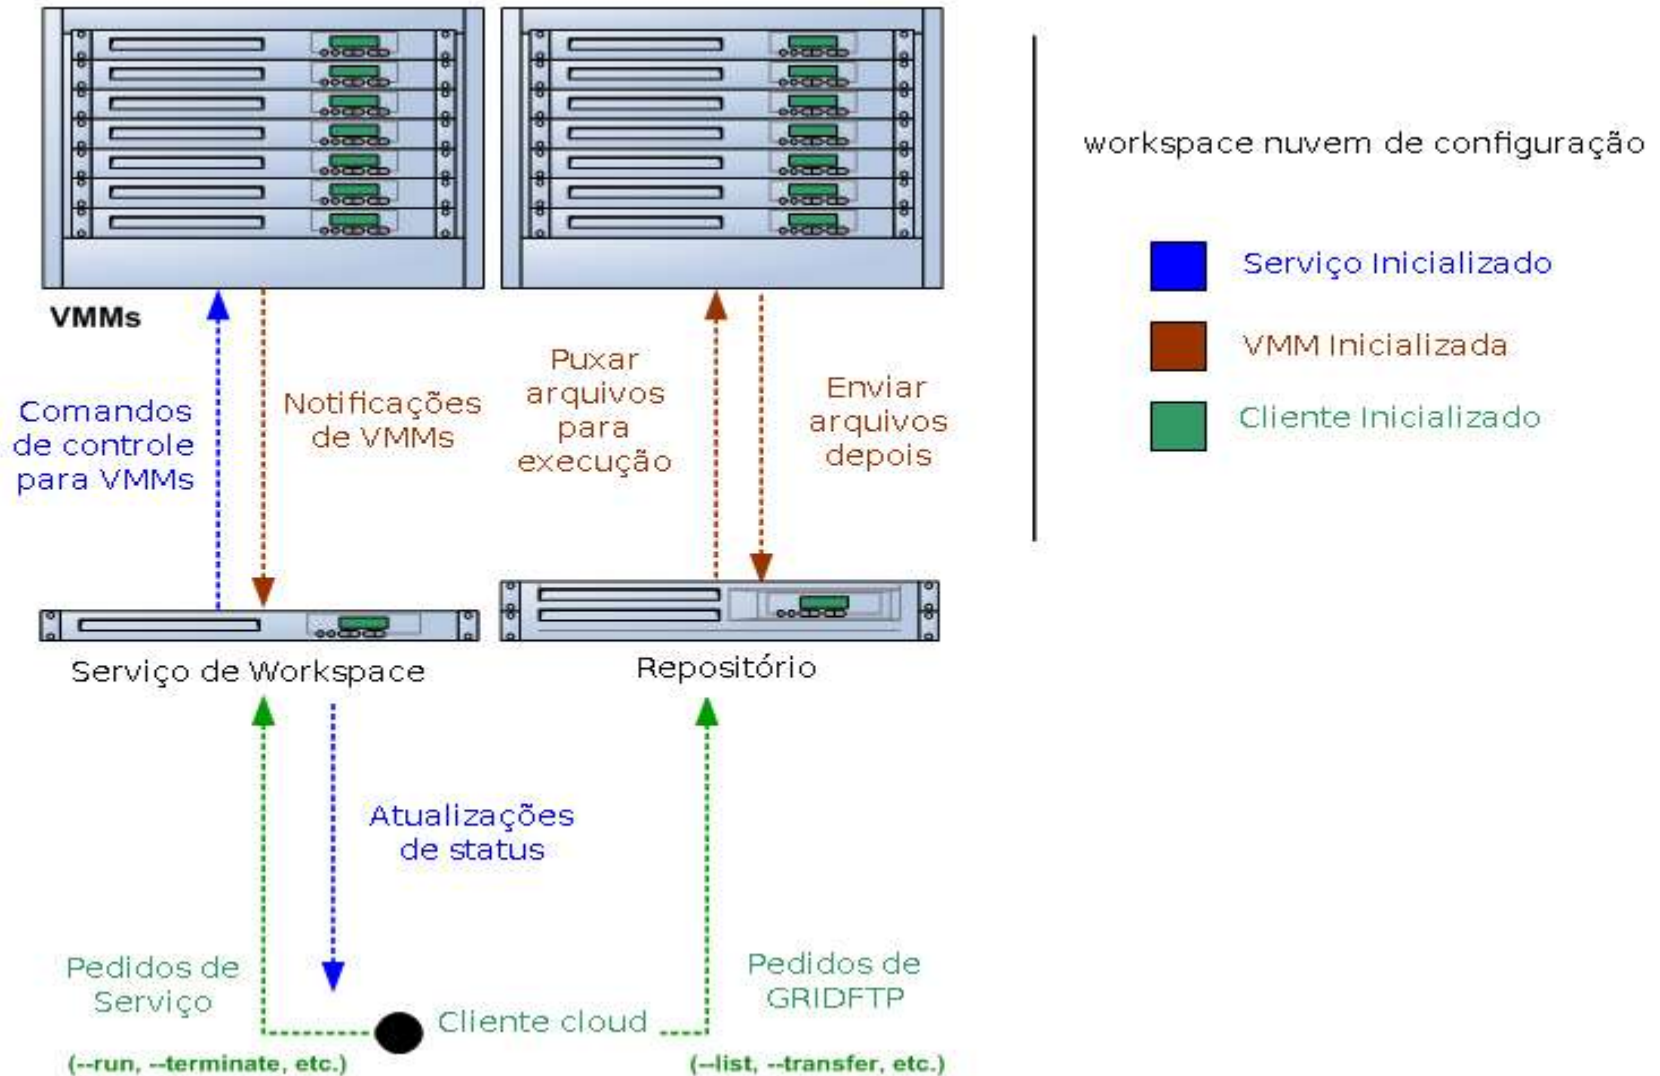 workspace nuvem de configuração
Serviço Inicializado
VMM Inicializada
Cliente Inicializado
VMMs
Comandos
de controle
para VMMs
Notificações
de VMMs
Puxar
arquivos
para
execução
Enviar
arquivos
depois
Serviço de Workspace
Repositório
Atualizações
de status
Pedidos de
Serviço
Pedidos de
GRIDFTP
Cliente cloud
(--run, --terminate, etc.)
(--list, --transfer, etc.)